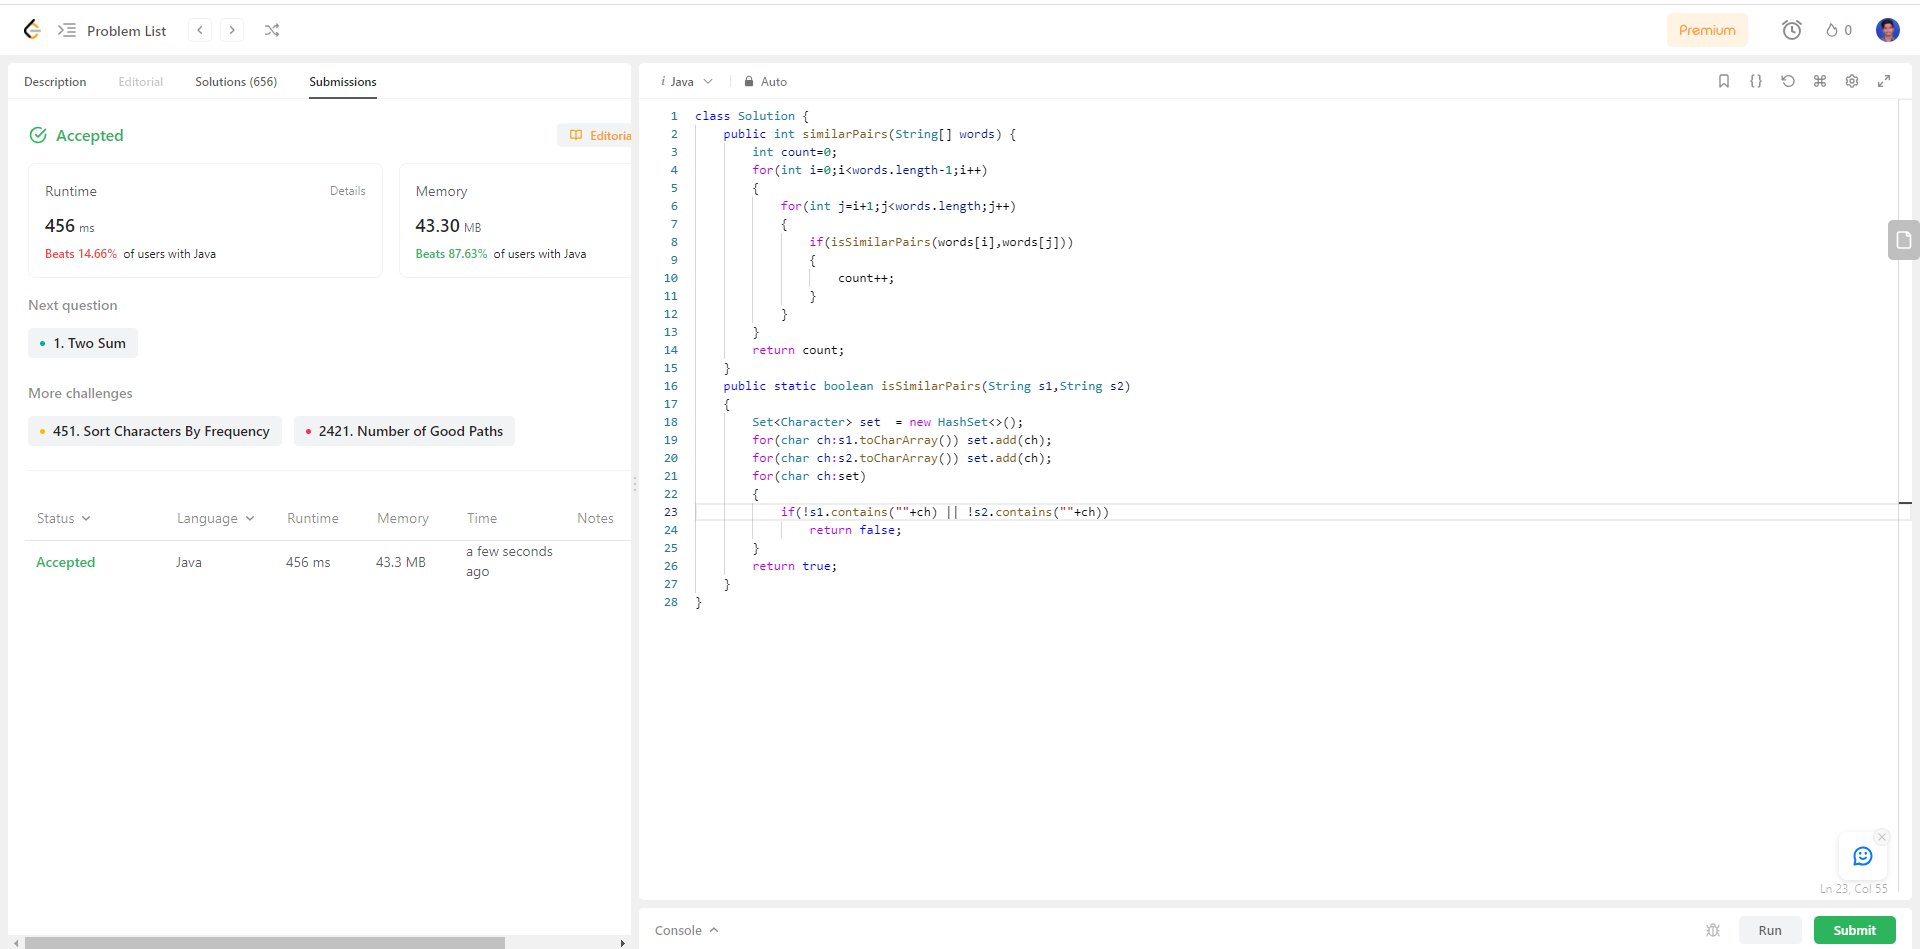 Problem List
Premium
0
Description Editorial Solutions (656) Submissions
Accepted
Editoria
Runtime Details
456 ms
Beats 14.66% of users with Java
Memory
43.30 MB
Beats 87.63% of users with Java
Next question
1. Two Sum
More challenges
451. Sort Characters By Frequency
2421. Number of Good Paths
Status Language Runtime Memory Time Notes
Accepted Java 456 ms 43.3 MB a few seconds
ago
i Java Auto
1 class Solution {
2     public int similarPairs(String[] words) {
3         int count=0;
4         for(int i=0;i<words.length-1;i++)
5         {
6             for(int j=i+1;j<words.length;j++)
7             {
8                 if(isSimilarPairs(words[i],words[j]))
9                 {
10                     count++;
11                 }
12             }
13         }
14         return count;
15     }
16     public static boolean isSimilarPairs(String s1,String s2)
17     {
18         Set<Character> set  = new HashSet<>();
19         for(char ch:s1.toCharArray()) set.add(ch);
20         for(char ch:s2.toCharArray()) set.add(ch);
21         for(char ch:set)
22         {
23             if(!s1.contains(""+ch) || !s2.contains(""+ch))
24                 return false;
25         }
26         return true;
27     }
28 }
Ln 23, Col 55
Console
Run
Submit